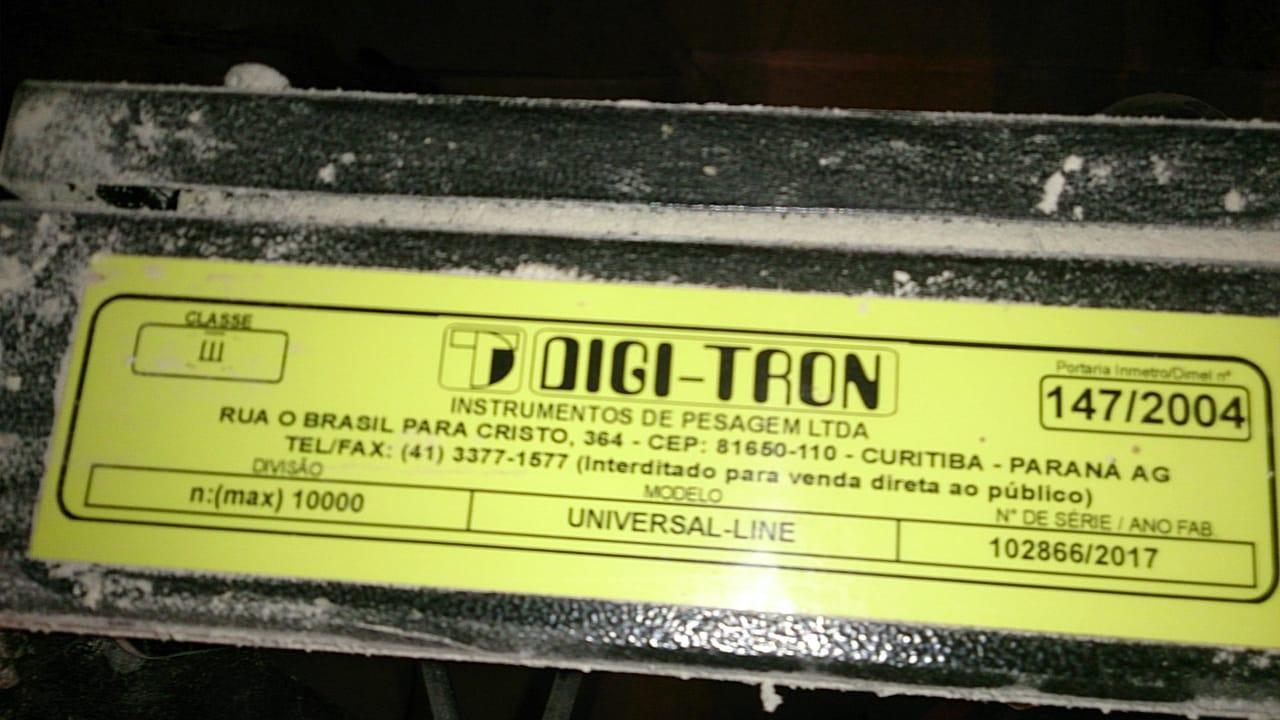 CLASSE
III
DIGI-TRON
INSTRUMENTOS DE PESAGEM LTDA
Portaria Inmetro/Dimel nº
147/2004
RUA O BRASIL PARA CRISTO, 364 - CEP: 81650-110 - CURITIBA - PARANÁ AG
TEL/FAX: (41) 3377-1577 (Interditado para venda direta ao público)
DIVISÃO
n:(max) 10000
MODELO
UNIVERSAL-LINE
N° DE SÉRIE / ANO FAB.
102866/2017